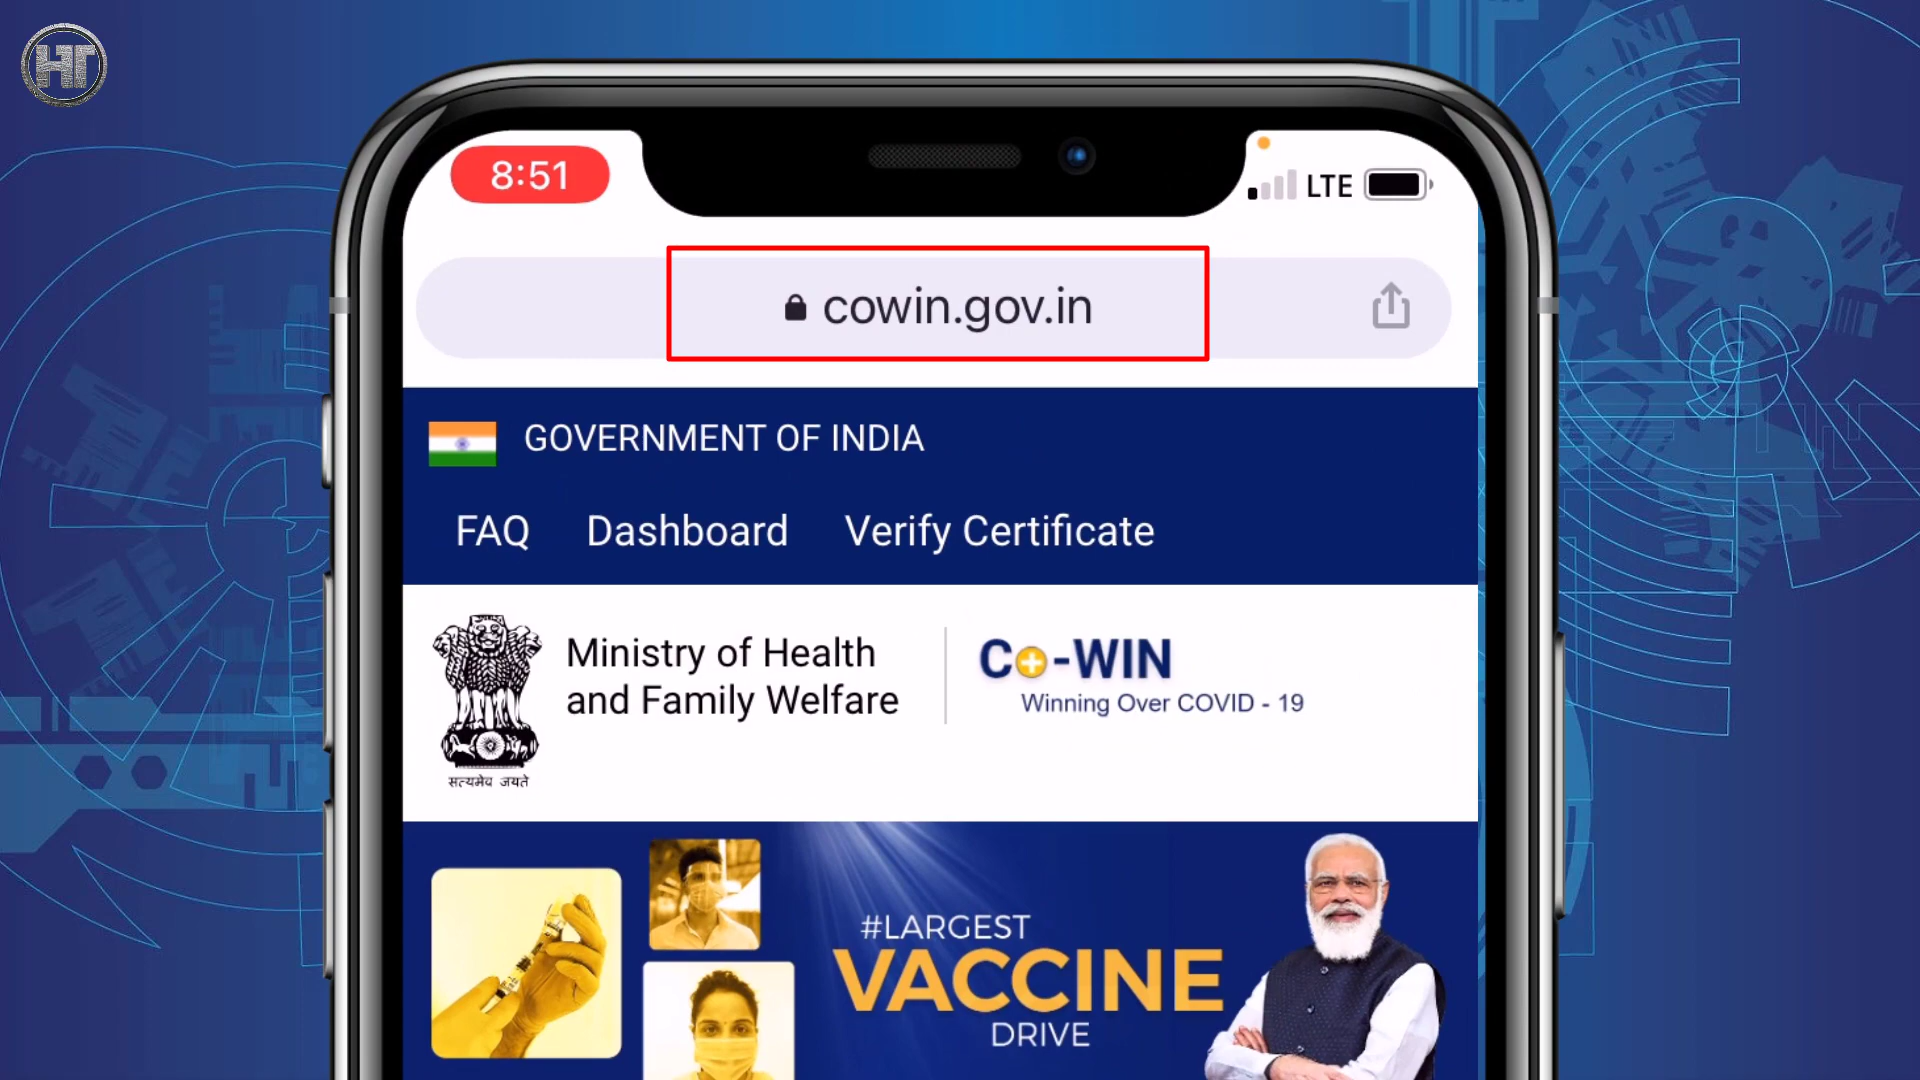 HT
8:51
LTE
cowin.gov.in
GOVERNMENT OF INDIA
FAQ Dashboard Verify Certificate
Ministry of Health
and Family Welfare
सत्यमेव जयते
Co-WIN
Winning Over COVID - 19
#LARGEST
VACCINE
DRIVE